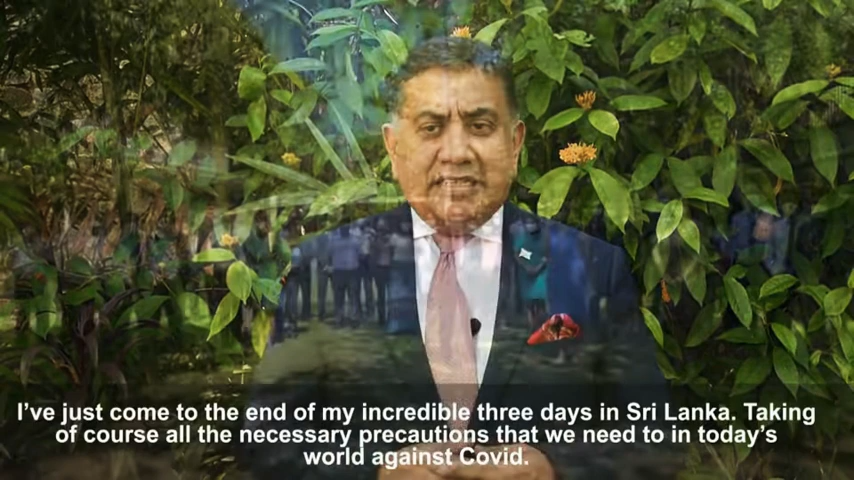 I've just come to the end of my incredible three days in Sri Lanka. Taking
of course all the necessary precautions that we need to in today's
world against Covid.